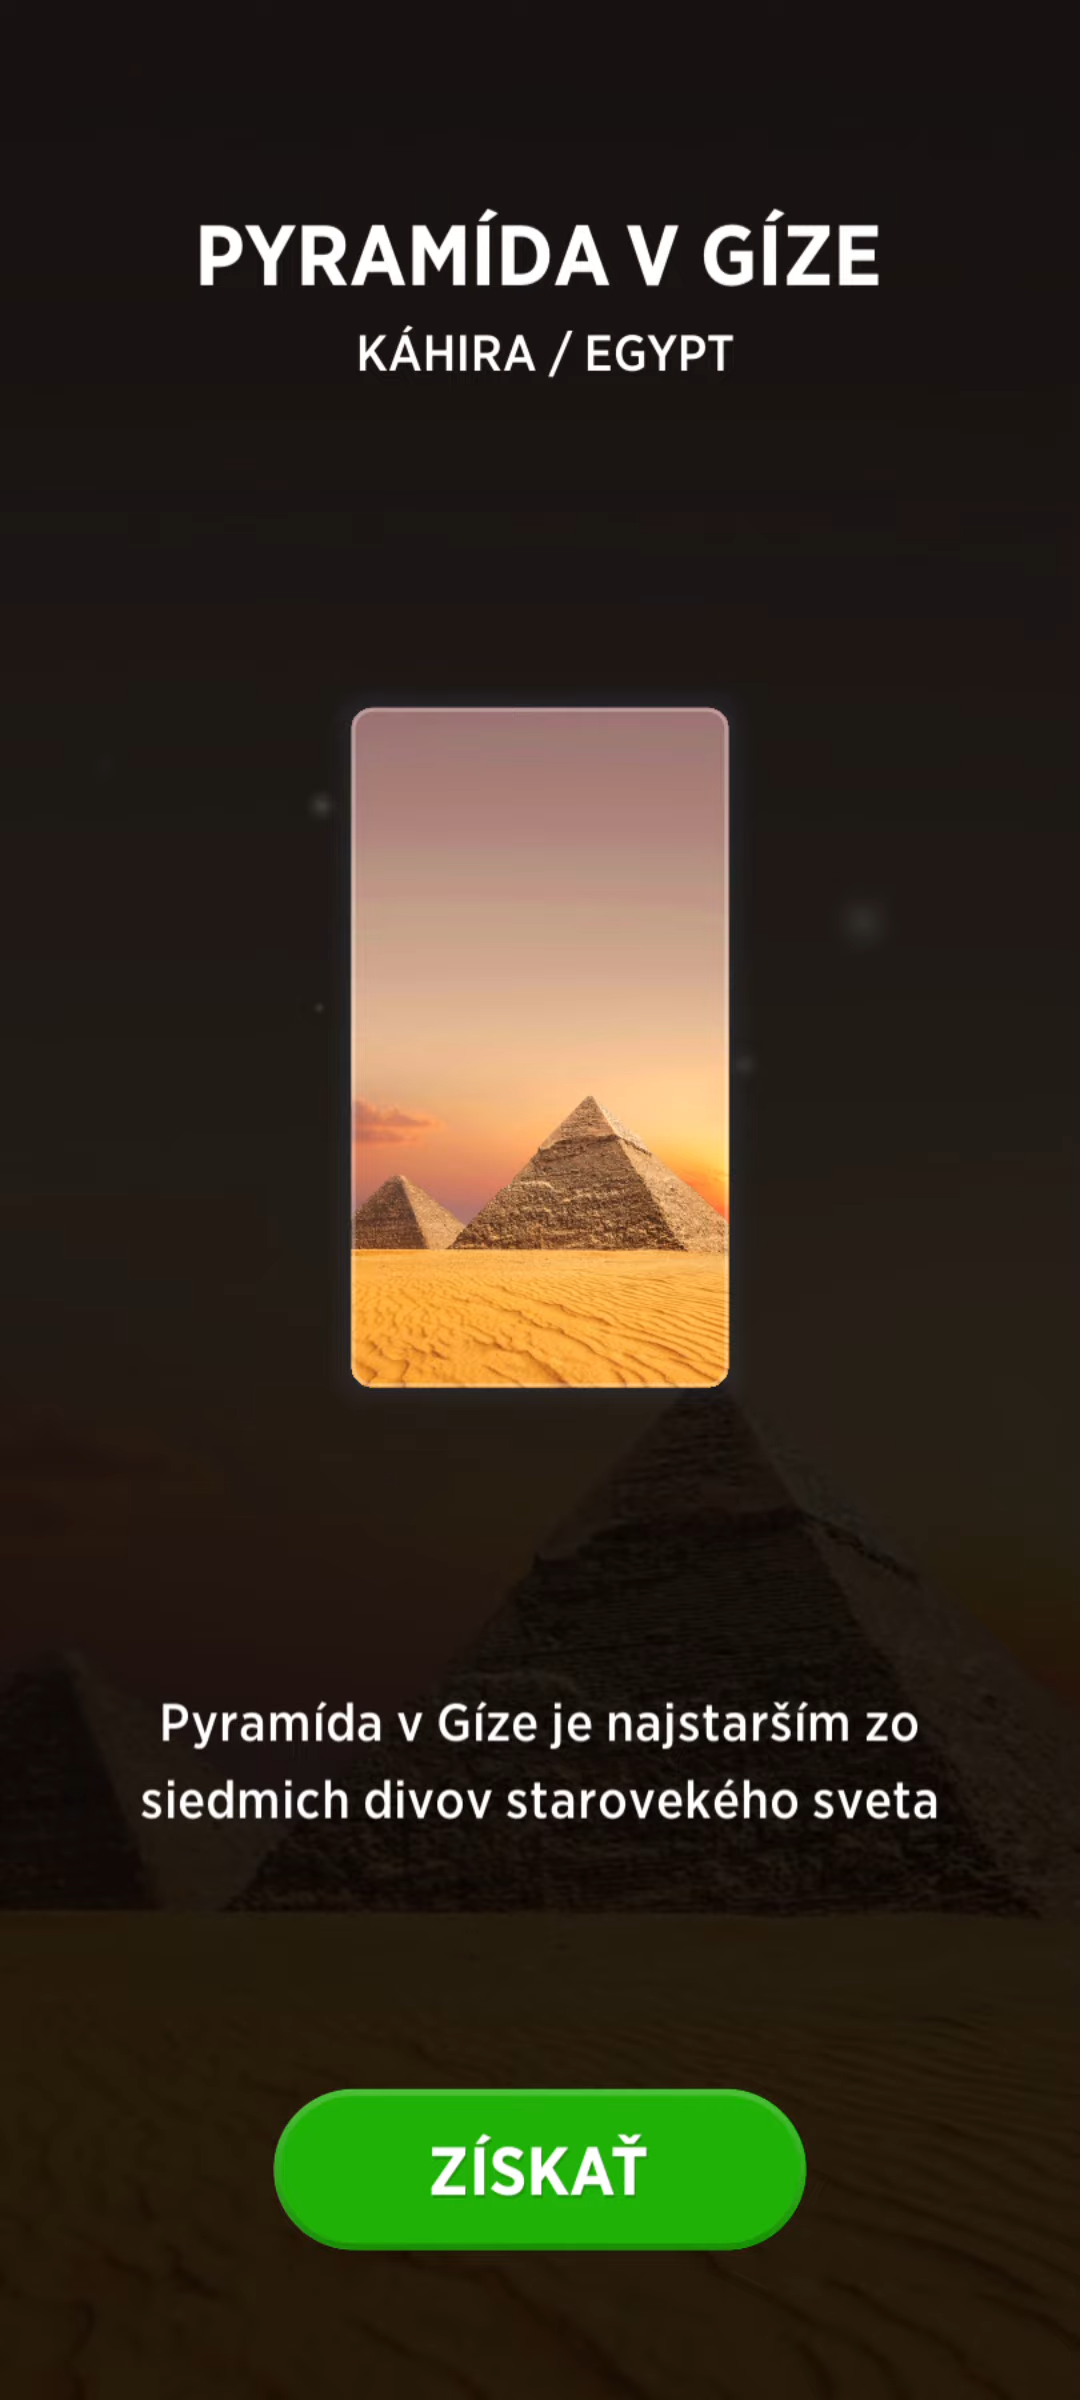 PYRAMÍDA V GÍZE
KÁHIRA / EGYPT
Pyramída v Gíze je najstarším zo
siedmich divov starovekého sveta
ZÍSKAŤ